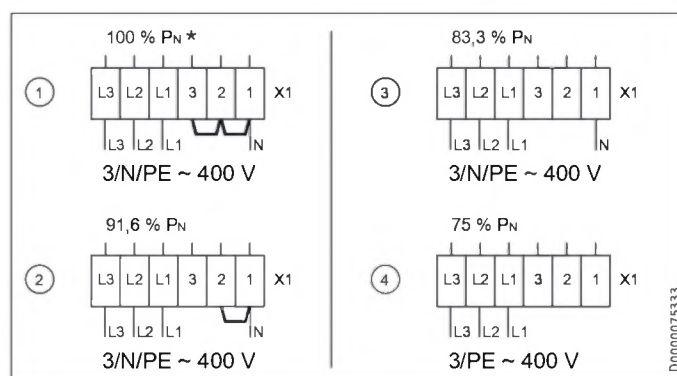 100 % PN *
1
L3 L2 L1 3 2 1 X1
L3 L2 L1 N
3/N/PE ~ 400 V
91,6 % PN
2
L3 L2 L1 3 2 1 X1
L3 L2 L1 N
3/N/PE ~ 400 V
83,3 % PN
3
L3 L2 L1 3 2 1 X1
L3 L2 L1 N
3/N/PE ~ 400 V
75 % PN
4
L3 L2 L1 3 2 1 X1
L3 L2 L1
3/PE ~ 400 V
D0000075333